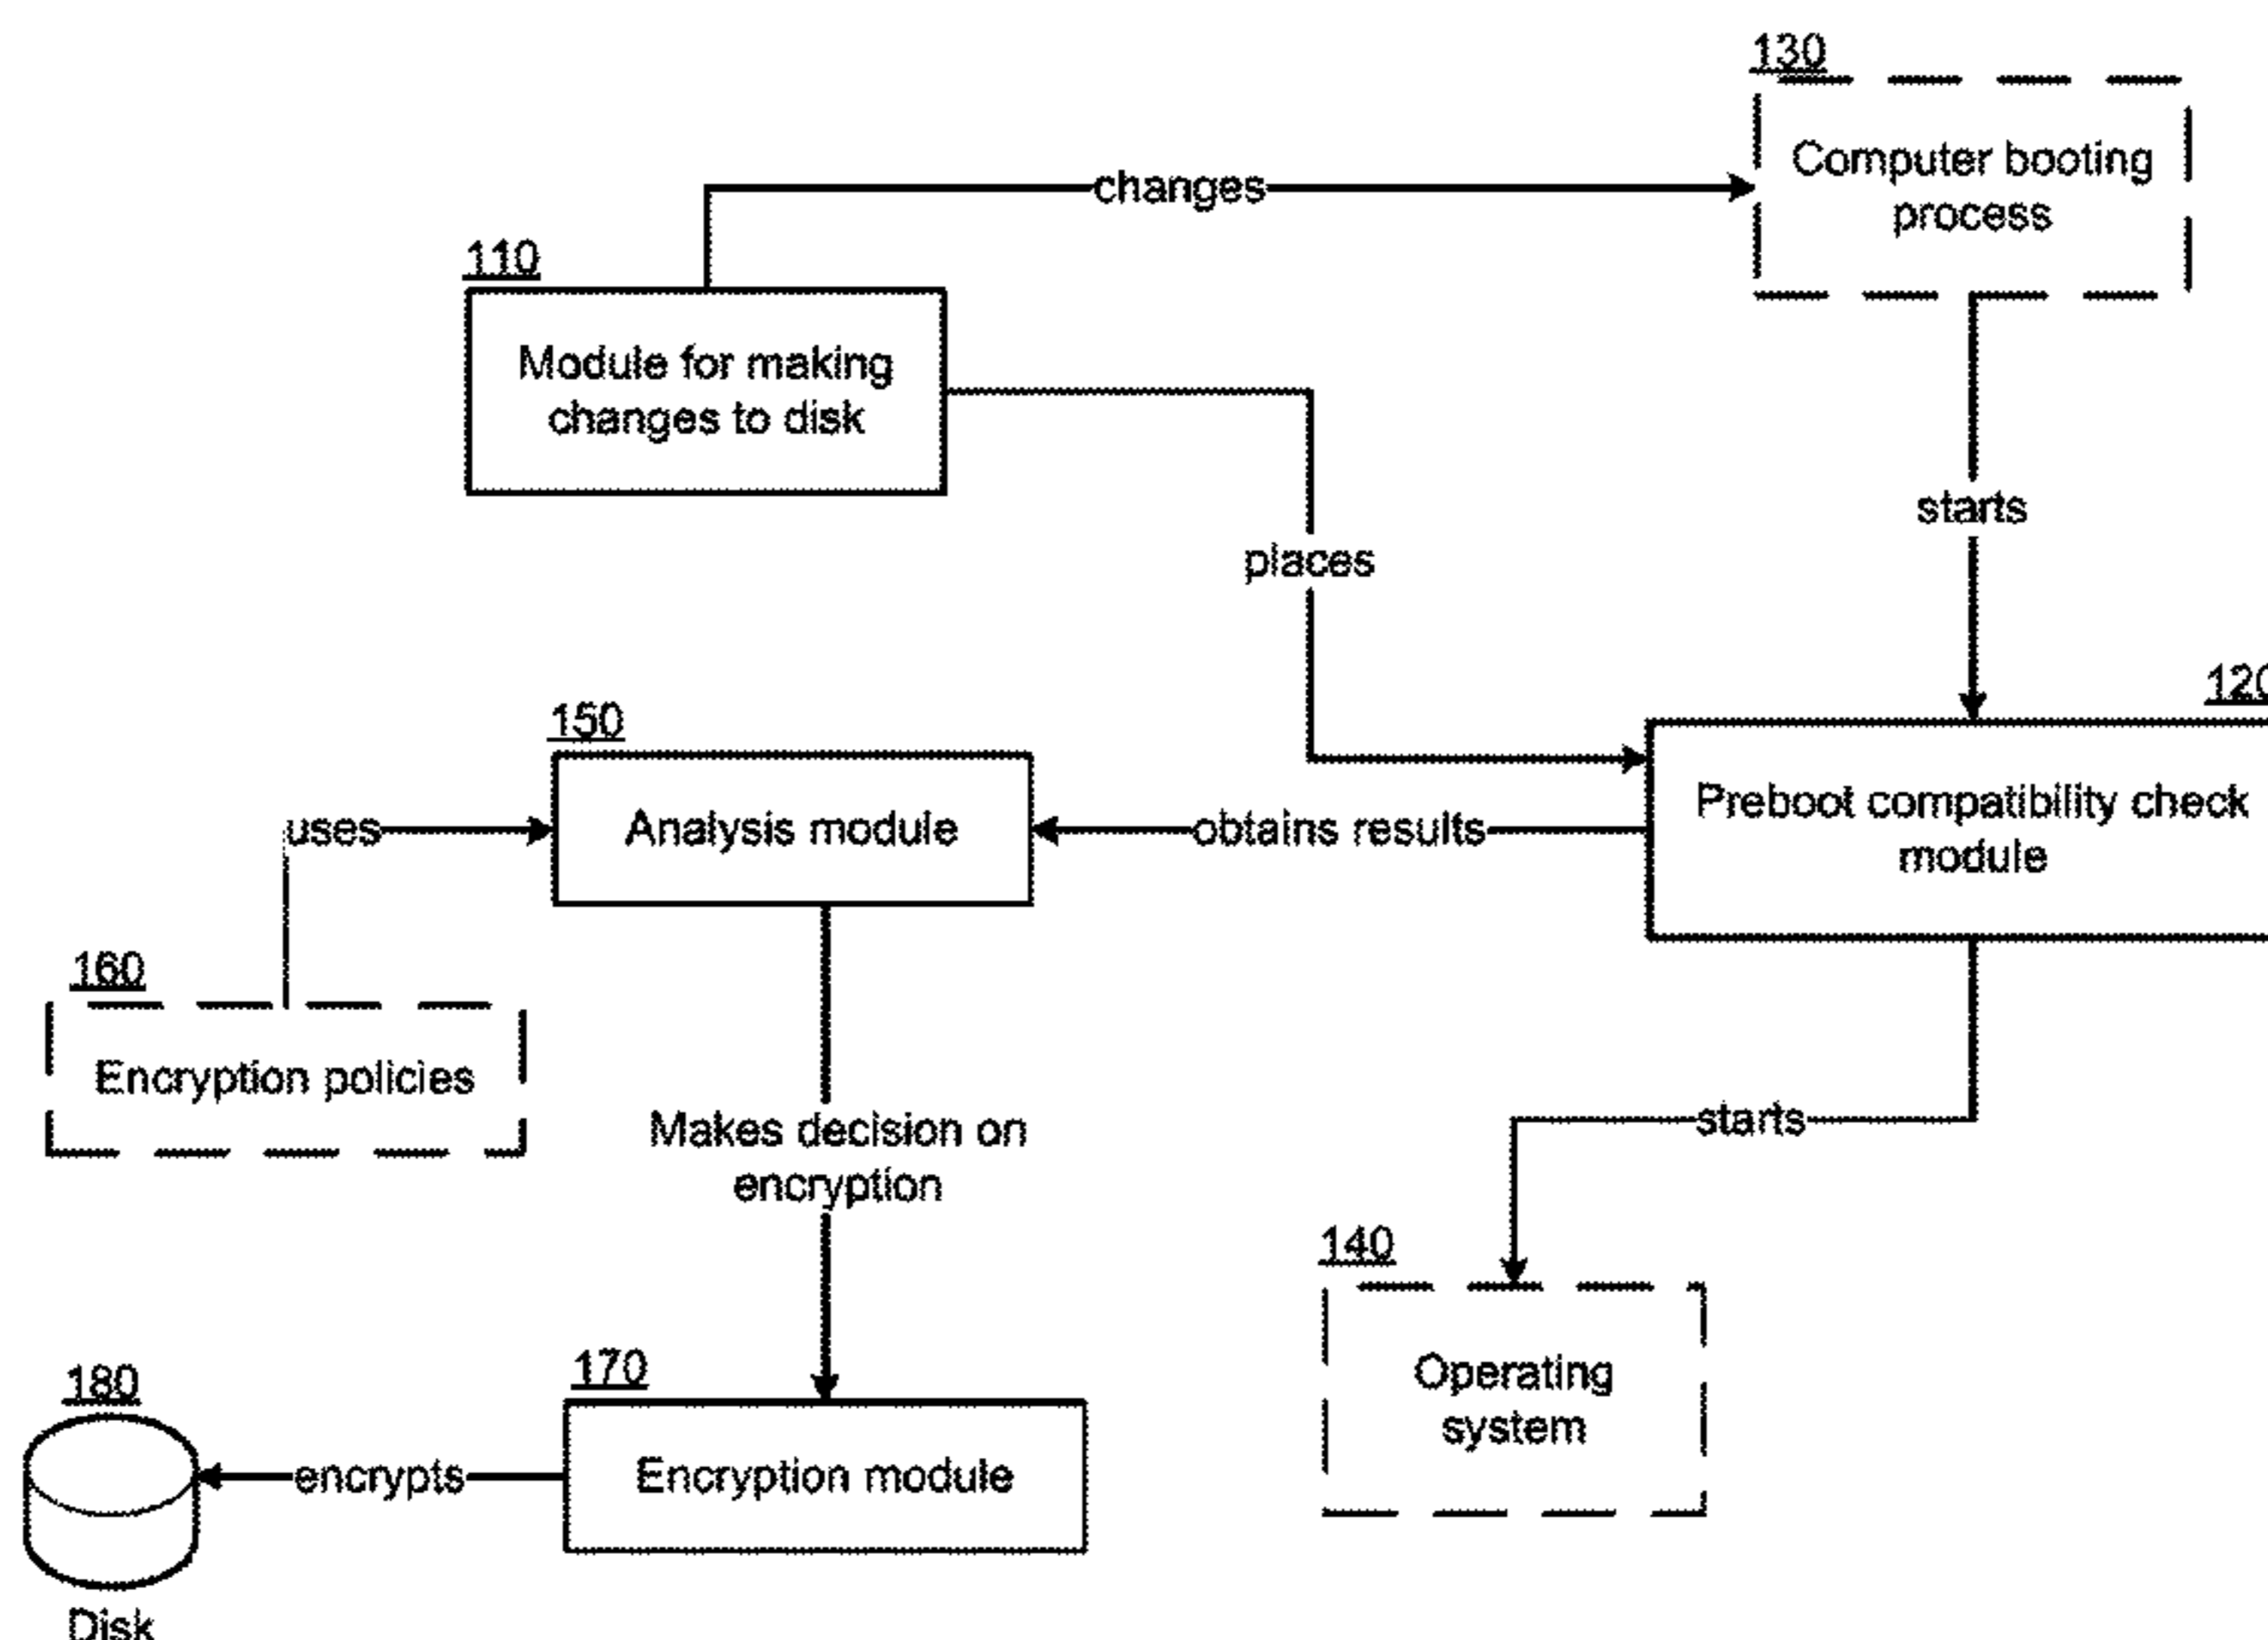 130
Computer booting
process
changes
110
Module for making
changes to disk
starts
places
120
150
Preboot compatibility check
module
Analysis module
uses
obtains results
160
Encryption policies
Makes decision on
encryption
starts
140
Operating
system
180
170
Encryption module
encrypts
Disk